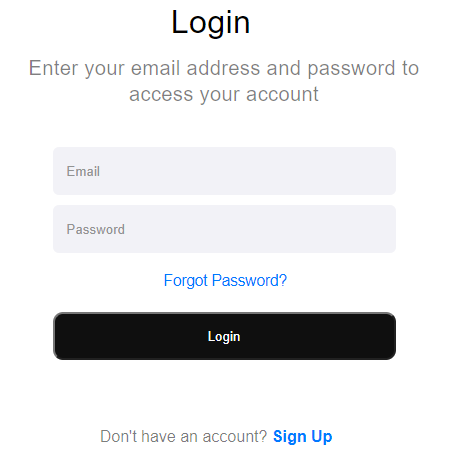 Login
Enter your email address and password to
access your account
Email
Password
Forgot Password?
Login
Don't have an account? Sign Up